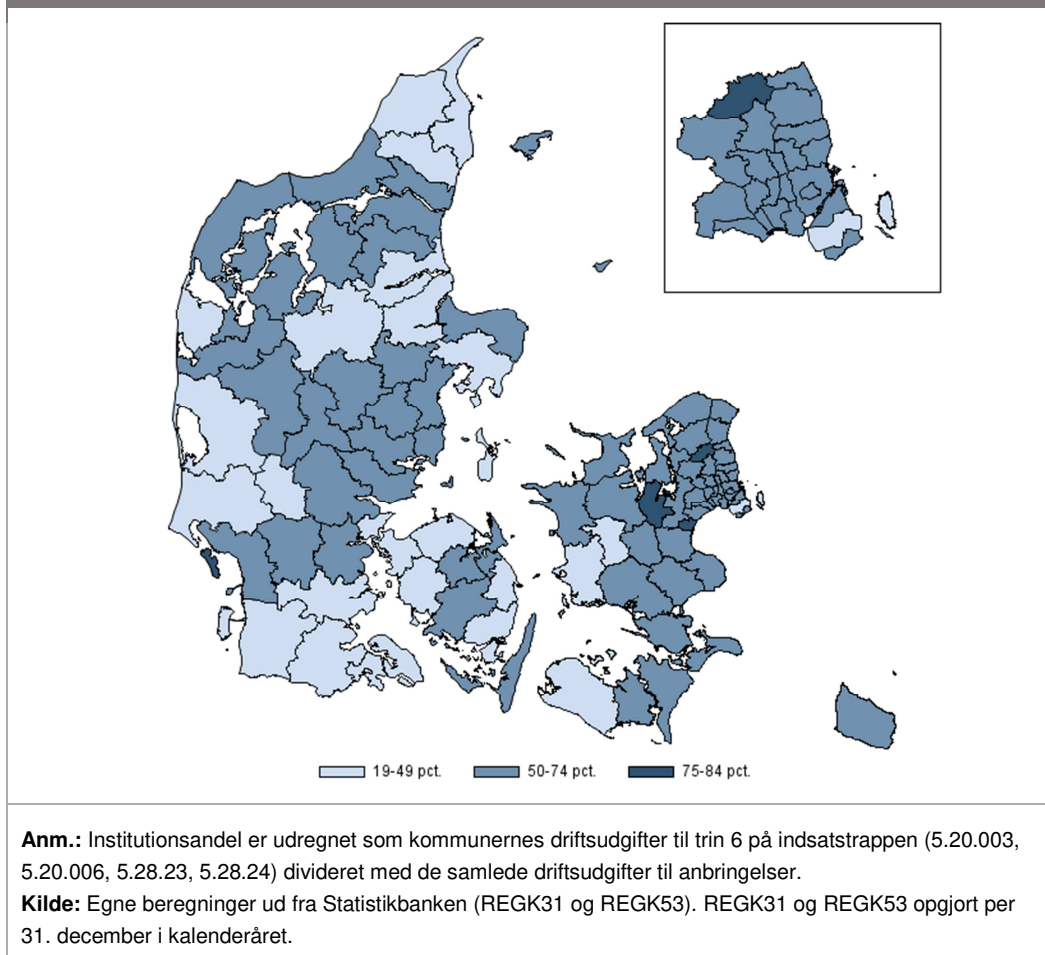 19-49 pct. 50-74 pct. 75-84 pct.
Anm.: Institutionsandel er udregnet som kommunernes driftsudgifter til trin 6 på indsatstrappen (5.20.003,
5.20.006, 5.28.23, 5.28.24) divideret med de samlede driftsudgifter til anbringelser.
Kilde: Egne beregninger ud fra Statistikbanken (REGK31 og REGK53). REGK31 og REGK53 opgjort per
31. december i kalenderåret.